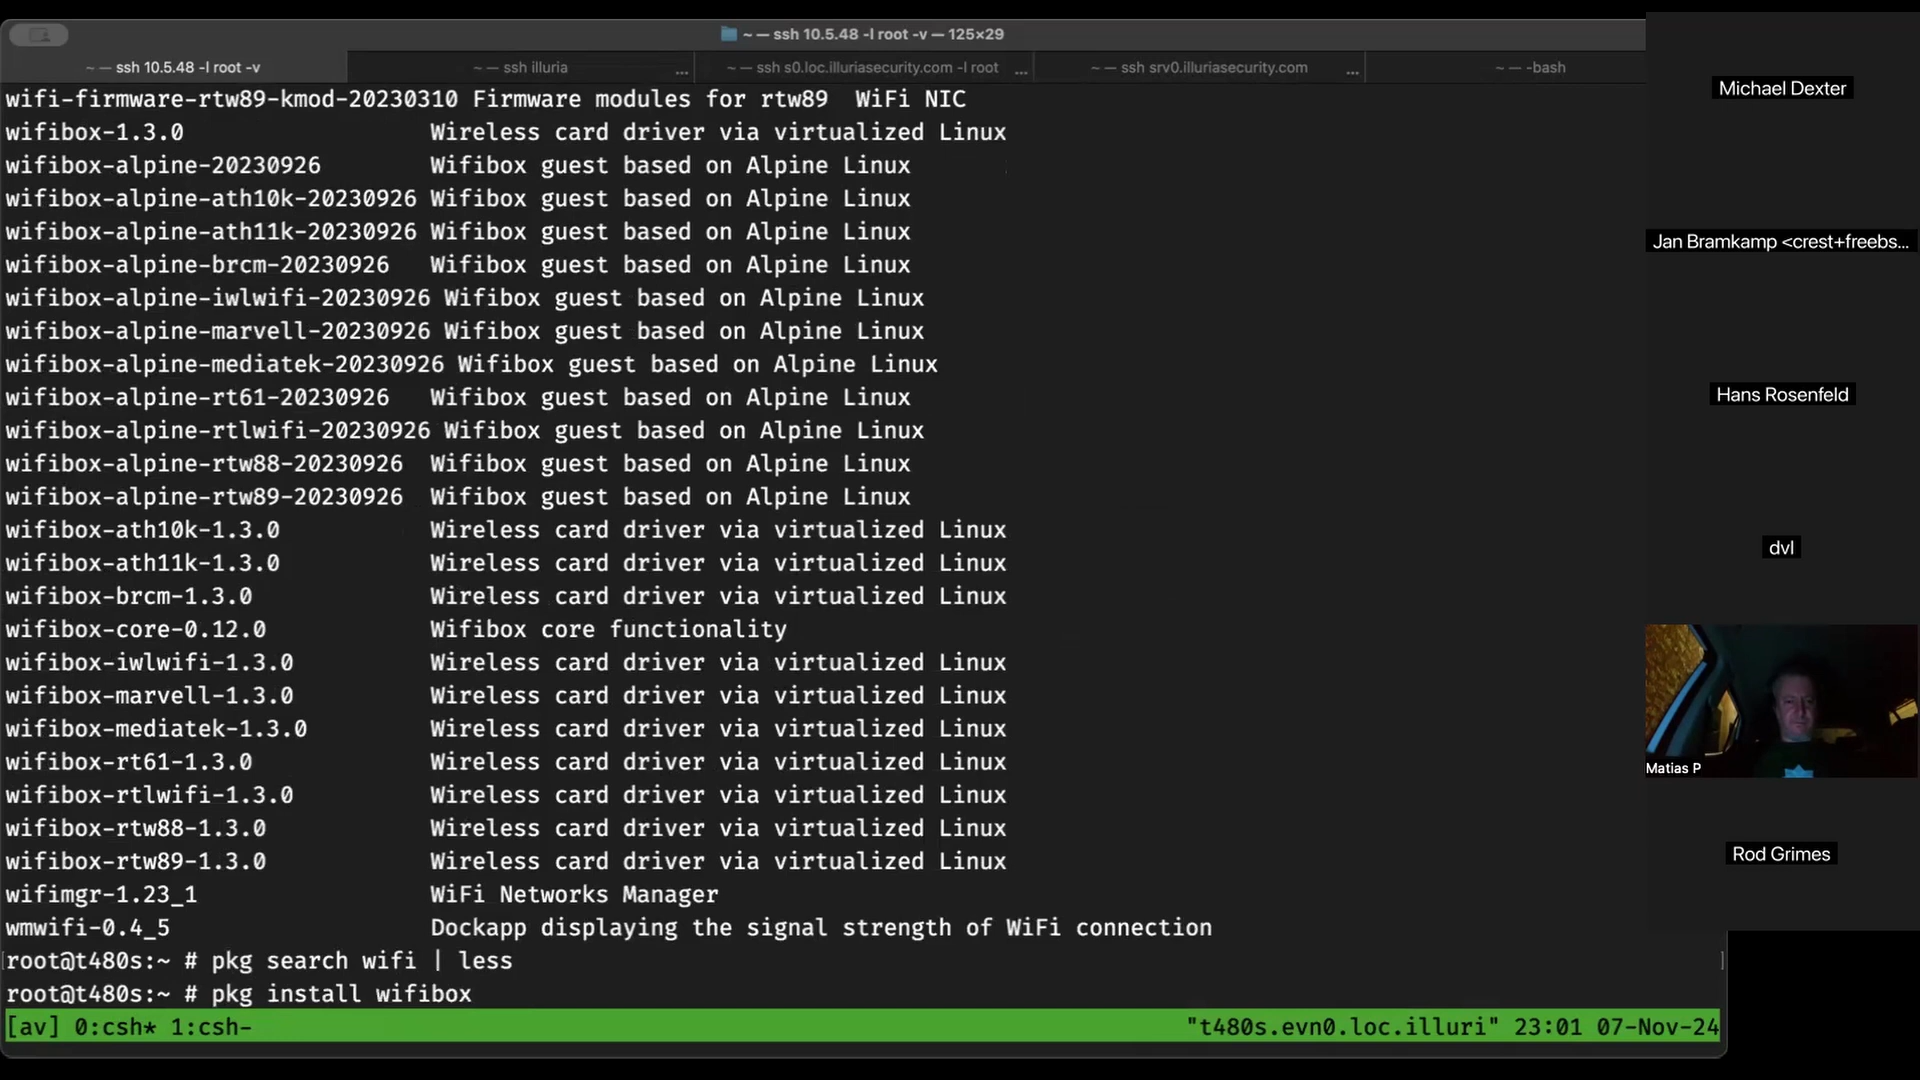 ~ — ssh 10.5.48 -l root -v — 125×29
~ — ssh 10.5.48 -l root -v
~ — ssh illuria ...
~ — ssh s0.loc.illuriasecurity.com -l root ...
~ — ssh srv0.illuriasecurity.com ...
~ — -bash
wifi-firmware-rtw89-kmod-20230310 Firmware modules for rtw89  WiFi NIC
wifibox-1.3.0                  Wireless card driver via virtualized Linux
wifibox-alpine-20230926        Wifibox guest based on Alpine Linux
wifibox-alpine-ath10k-20230926 Wifibox guest based on Alpine Linux
wifibox-alpine-ath11k-20230926 Wifibox guest based on Alpine Linux
wifibox-alpine-brcm-20230926   Wifibox guest based on Alpine Linux
wifibox-alpine-iwlwifi-20230926 Wifibox guest based on Alpine Linux
wifibox-alpine-marvell-20230926 Wifibox guest based on Alpine Linux
wifibox-alpine-mediatek-20230926 Wifibox guest based on Alpine Linux
wifibox-alpine-rt61-20230926   Wifibox guest based on Alpine Linux
wifibox-alpine-rtlwifi-20230926 Wifibox guest based on Alpine Linux
wifibox-alpine-rtw88-20230926  Wifibox guest based on Alpine Linux
wifibox-alpine-rtw89-20230926  Wifibox guest based on Alpine Linux
wifibox-ath10k-1.3.0           Wireless card driver via virtualized Linux
wifibox-ath11k-1.3.0           Wireless card driver via virtualized Linux
wifibox-brcm-1.3.0             Wireless card driver via virtualized Linux
wifibox-core-0.12.0            Wifibox core functionality
wifibox-iwlwifi-1.3.0          Wireless card driver via virtualized Linux
wifibox-marvell-1.3.0          Wireless card driver via virtualized Linux
wifibox-mediatek-1.3.0         Wireless card driver via virtualized Linux
wifibox-rt61-1.3.0             Wireless card driver via virtualized Linux
wifibox-rtlwifi-1.3.0          Wireless card driver via virtualized Linux
wifibox-rtw88-1.3.0            Wireless card driver via virtualized Linux
wifibox-rtw89-1.3.0            Wireless card driver via virtualized Linux
wifimgr-1.23_1                 WiFi Networks Manager
wmwifi-0.4_5                   Dockapp displaying the signal strength of WiFi connection
[root@t480s:~ # pkg search wifi | less ]
root@t480s:~ # pkg install wifibox
[av] 0:csh* 1:csh- "t480s.evn0.loc.illuri" 23:01 07-Nov-24
Michael Dexter
Jan Bramkamp <crest+freebs...
Hans Rosenfeld
dvl
Matias P
Rod Grimes